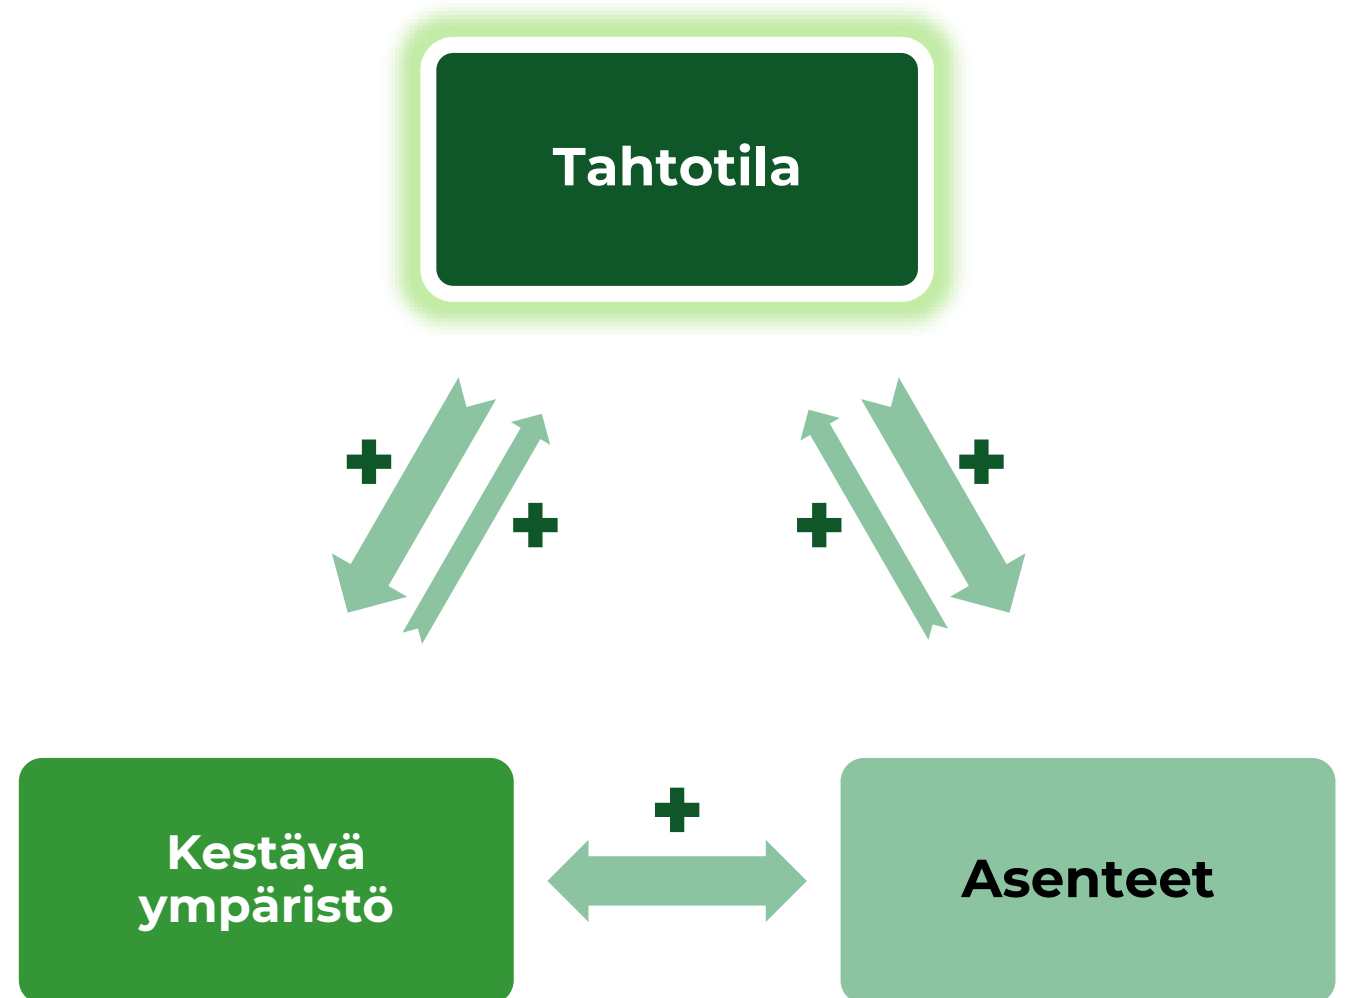 Tahtotila
+
+
+
+
+
Kestävä
ympäristö
Asenteet